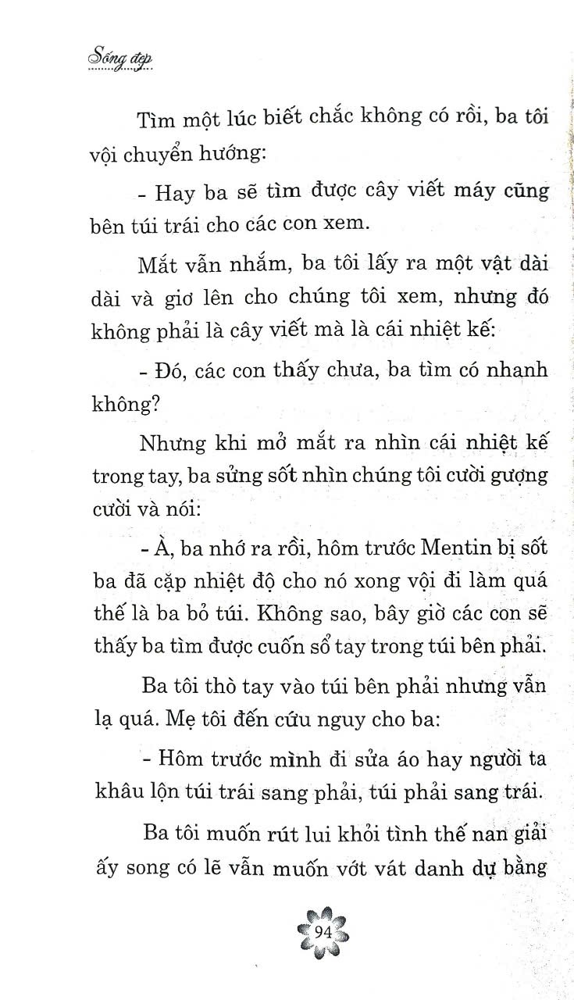 Sống đẹp
Tìm một lúc biết chắc không có rồi, ba tôi
vội chuyển hướng:
- Hay ba sẽ tìm được cây viết máy cũng
bên túi trái cho các con xem.
Mắt vẫn nhắm, ba tôi lấy ra một vật dài
dài và giơ lên cho chúng tôi xem, nhưng đó
không phải là cây viết mà là cái nhiệt kế:
- Đó, các con thấy chưa, ba tìm có nhanh
không?
Nhưng khi mở mắt ra nhìn cái nhiệt kế
trong tay, ba sửng sốt nhìn chúng tôi cười gượng
cười và nói:
- À, ba nhớ ra rồi, hôm trước Mentin bị sốt
ba đã cặp nhiệt độ cho nó xong vội đi làm quá
thế là ba bỏ túi. Không sao, bây giờ các con sẽ
thấy ba tìm được cuốn sổ tay trong túi bên phải.
Ba tôi thò tay vào túi bên phải nhưng vẫn
lạ quá. Mẹ tôi đến cứu nguy cho ba:
- Hôm trước mình đi sửa áo hay người ta
khâu lộn túi trái sang phải, túi phải sang trái.
Ba tôi muốn rút lui khỏi tình thế nan giải
ấy song có lẽ vẫn muốn vớt vát danh dự bằng
94